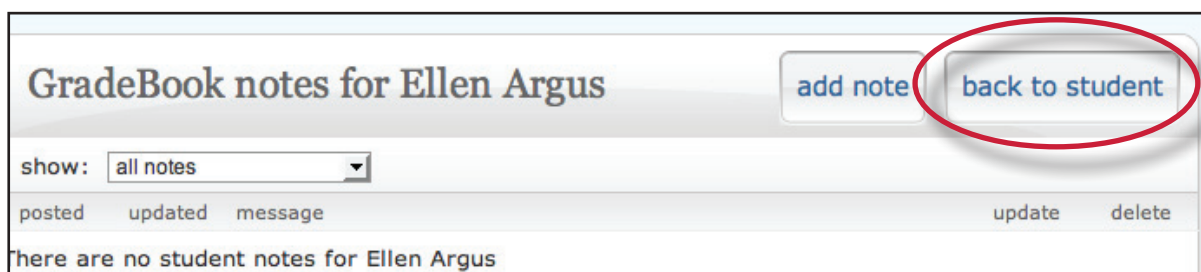 GradeBook notes for Ellen Argus add note back to student
show: all notes
posted updated message update delete
There are no student notes for Ellen Argus